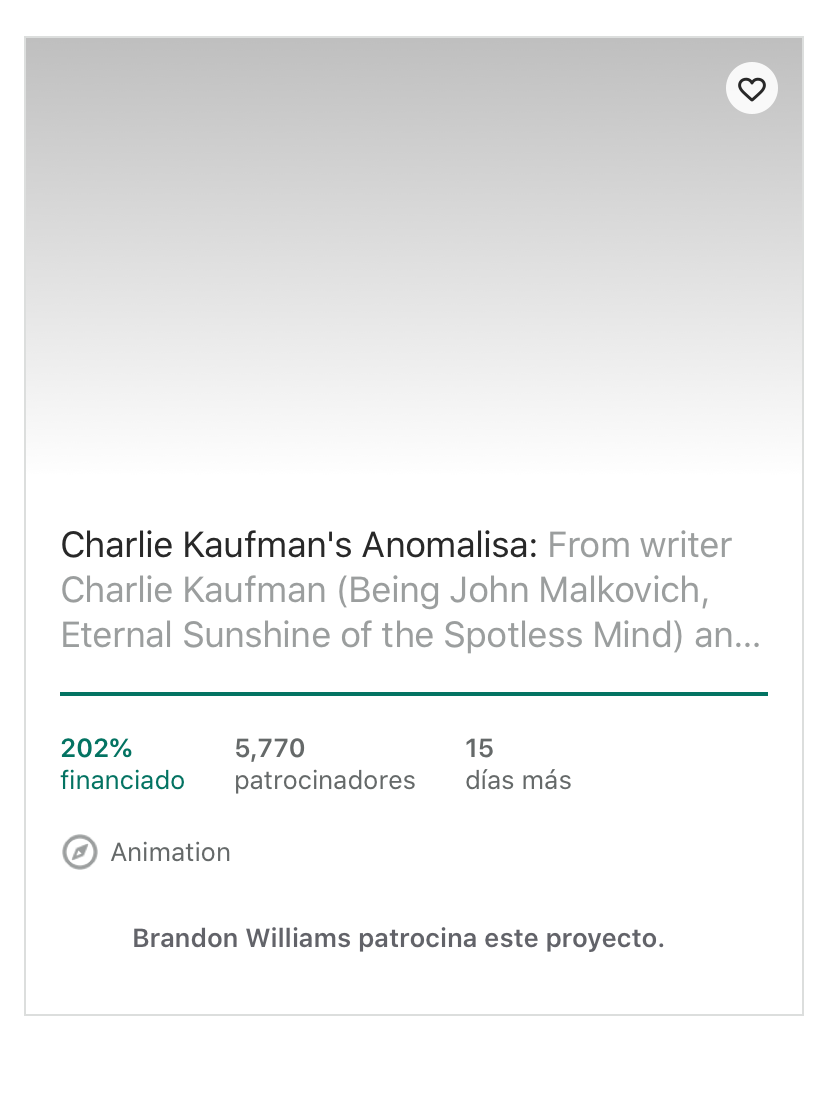 Charlie Kaufman's Anomalisa: From writer
Charlie Kaufman (Being John Malkovich,
Eternal Sunshine of the Spotless Mind) an...
202%
financiado
5,770
patrocinadores
15
días más
Animation
Brandon Williams patrocina este proyecto.